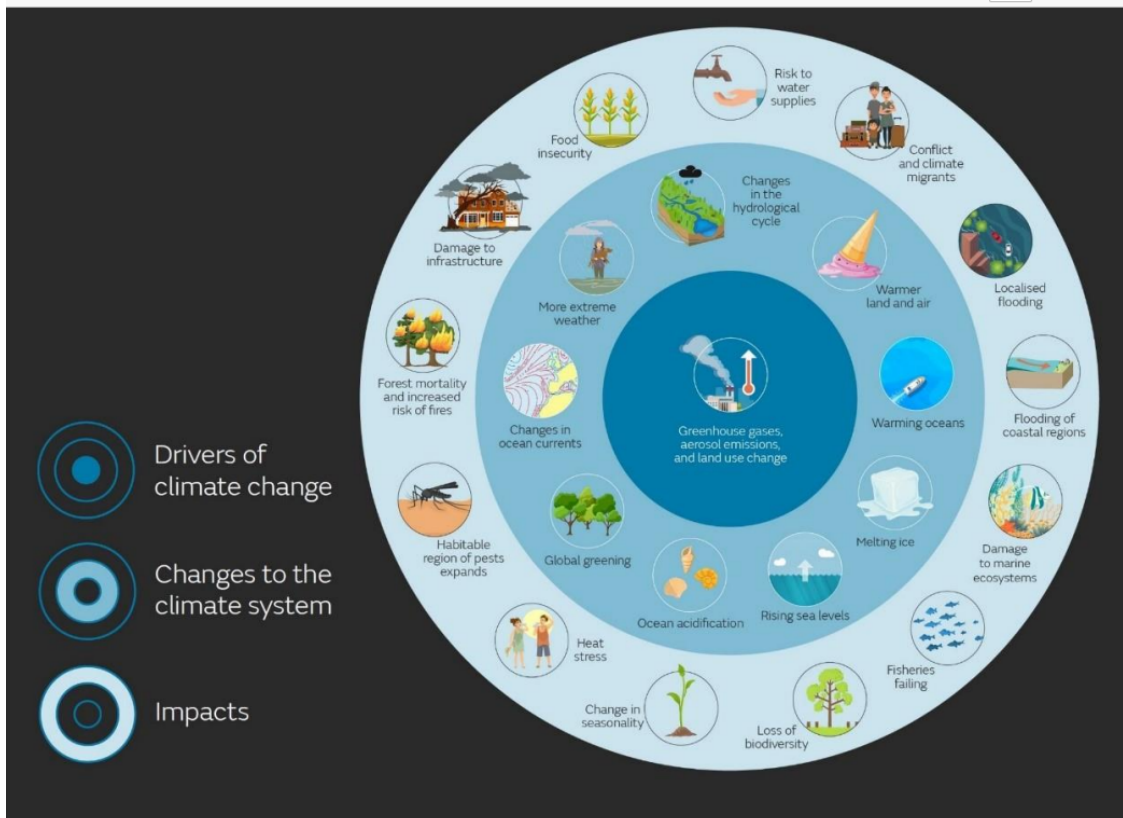 Drivers of
climate change
Changes to the
climate system
Impacts
Risk to
water
supplies
Conflict
and climate
migrants
Localised
flooding
Flooding of
coastal regions
Damage
to marine
ecosystems
Fisheries
failing
Loss of
biodiversity
Change in
seasonality
Heat
stress
Habitable
region of pests
expands
Forest mortality
and increased
risk of fires
Damage to
infrastructure
Food
insecurity
Changes
in the
hydrological
cycle
Warmer
land and air
Warming oceans
Melting ice
Rising sea levels
Ocean acidification
Global greening
Changes in
ocean currents
More extreme
weather
Greenhouse gases,
aerosol emissions,
and land use change